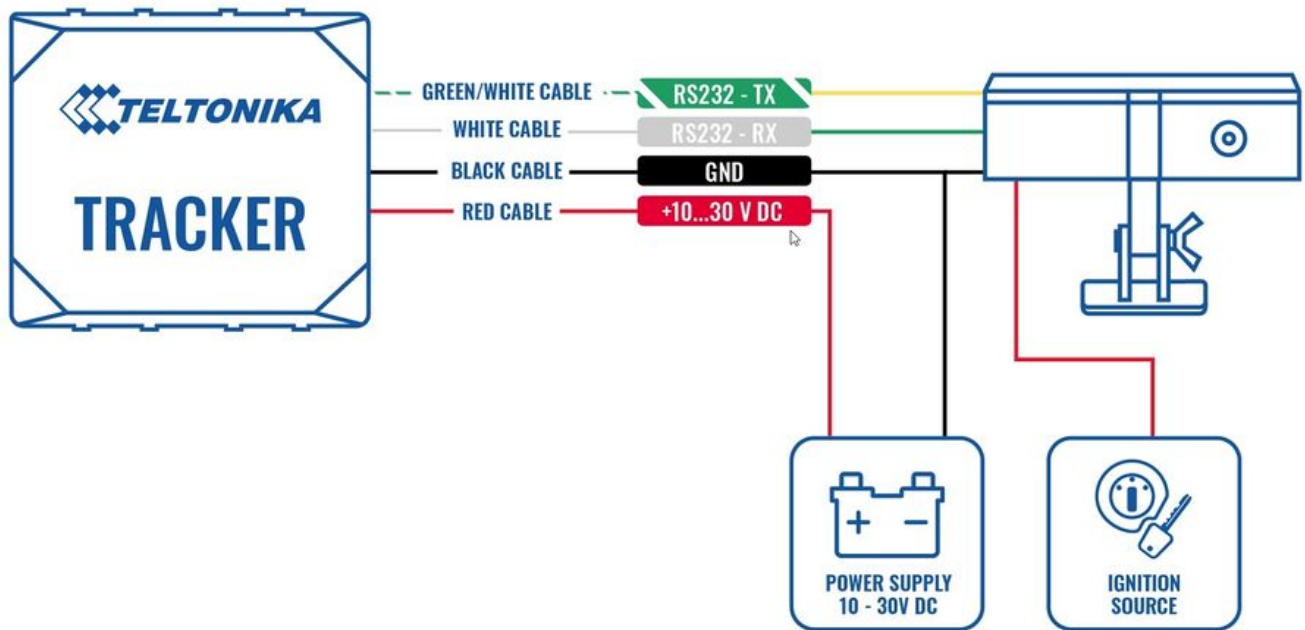 TELTONIKA
TRACKER
GREEN/WHITE CABLE
RS232 - TX
WHITE CABLE
RS232 - RX
BLACK CABLE
GND
RED CABLE
+10...30 V DC
POWER SUPPLY
10 - 30V DC
IGNITION
SOURCE